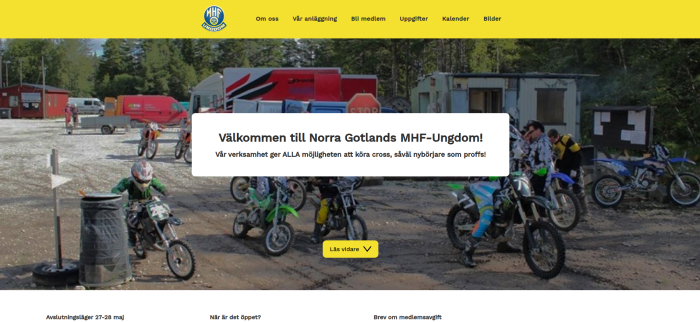 MHF
UNGDOM
Om oss
Vår anläggning
Bli medlem
Uppgifter
Kalender
Bilder
STOP
Välkommen till Norra Gotlands MHF-Ungdom!
Vår verksamhet ger ALLA möjligheten att köra cross, såväl nybörjare som proffs!
Läs vidare
Avslutningsläger 27-28 maj
När är det öppet?
Brev om medlemsavgift